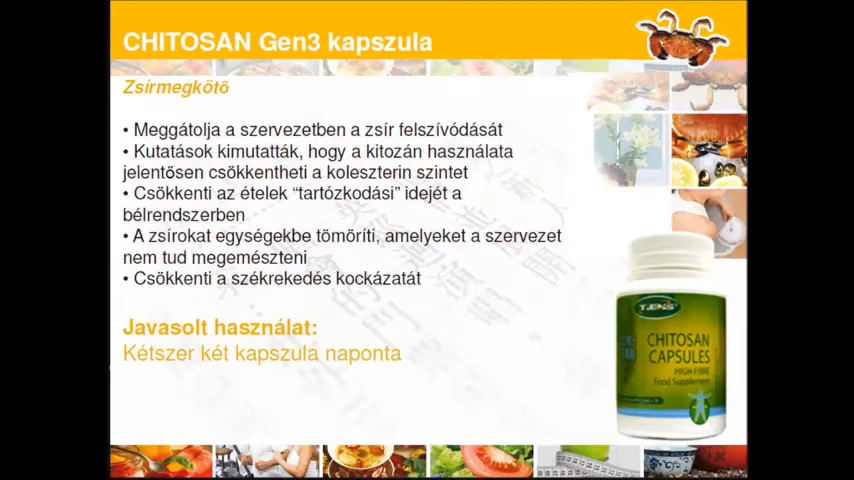 CHITOSAN Gen3 kapszula
Zsírmegkötő
• Meggátolja a szervezetben a zsír felszívódását
• Kutatások kimutatták, hogy a kitozán használata
jelentősen csökkentheti a koleszterin szintet
• Csökkenti az ételek “tartózkodási” idejét a
bélrendszerben
• A zsírokat egységekbe tömöríti, amelyeket a szervezet
nem tud megemészteni
• Csökkenti a székrekedés kockázatát
Javasolt használat:
Kétszer két kapszula naponta
TIENS
CHITOSAN
CAPSULES
HIGH FIBRE
Food Supplement